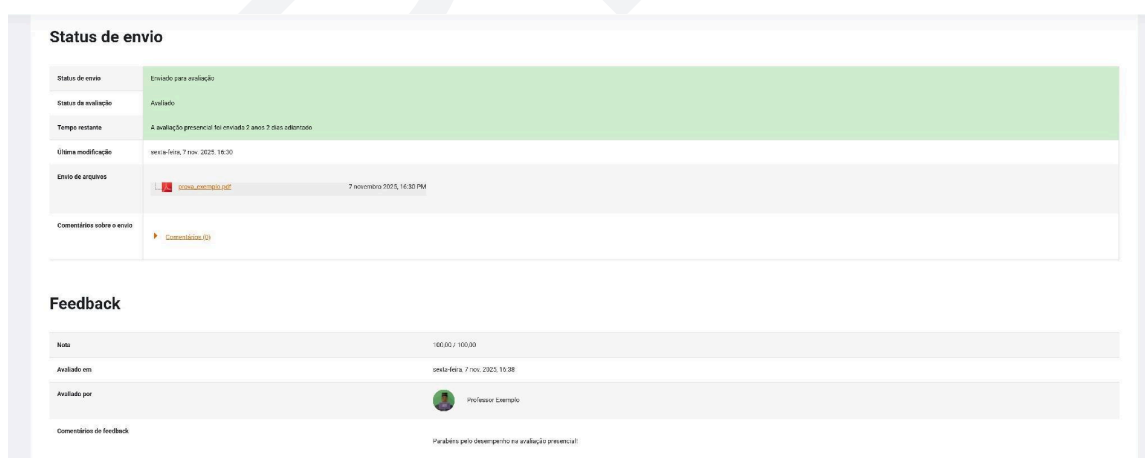 Status de envio
Status de envio Enviado para avaliação
Status da avaliação Avaliado
Tempo restante A avaliação presencial foi enviada 2 anos 2 dias adiantado
Última modificação sexta-feira, 7 nov. 2025, 16:30
Envio de arquivos
prova_exemplo.pdf 7 novembro 2025, 16:30 PM
Comentários sobre o envio
Comentários (0)
Feedback
Nota 100,00 / 100,00
Avaliado em sexta-feira, 7 nov. 2025, 16:38
Avaliado por
Professor Exemplo
Comentários de feedback
Parabéns pelo desempenho na avaliação presencial!